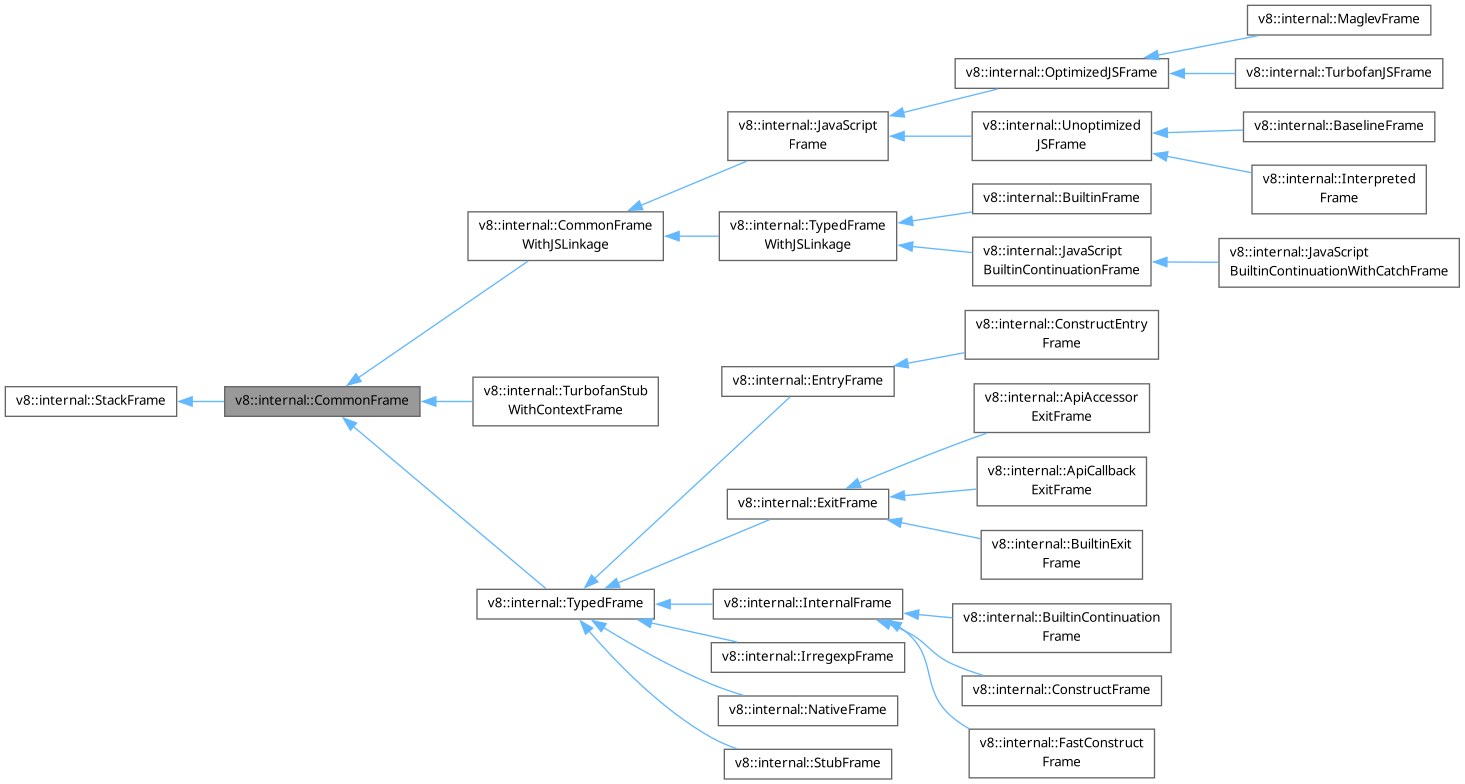 v8::internal::StackFrame
v8::internal::CommonFrame
v8::internal::CommonFrame
WithJSLinkage
v8::internal::TurbofanStub
WithContextFrame
v8::internal::TypedFrame
v8::internal::JavaScript
Frame
v8::internal::TypedFrame
WithJSLinkage
v8::internal::EntryFrame
v8::internal::ExitFrame
v8::internal::InternalFrame
v8::internal::IrregexpFrame
v8::internal::NativeFrame
v8::internal::StubFrame
v8::internal::OptimizedJSFrame
v8::internal::Unoptimized
JSFrame
v8::internal::BuiltinFrame
v8::internal::JavaScript
BuiltinContinuationFrame
v8::internal::ConstructEntry
Frame
v8::internal::ApiAccessor
ExitFrame
v8::internal::ApiCallback
ExitFrame
v8::internal::BuiltinExit
Frame
v8::internal::BuiltinContinuation
Frame
v8::internal::ConstructFrame
v8::internal::FastConstruct
Frame
v8::internal::MaglevFrame
v8::internal::TurbofanJSFrame
v8::internal::BaselineFrame
v8::internal::Interpreted
Frame
v8::internal::JavaScript
BuiltinContinuationWithCatchFrame